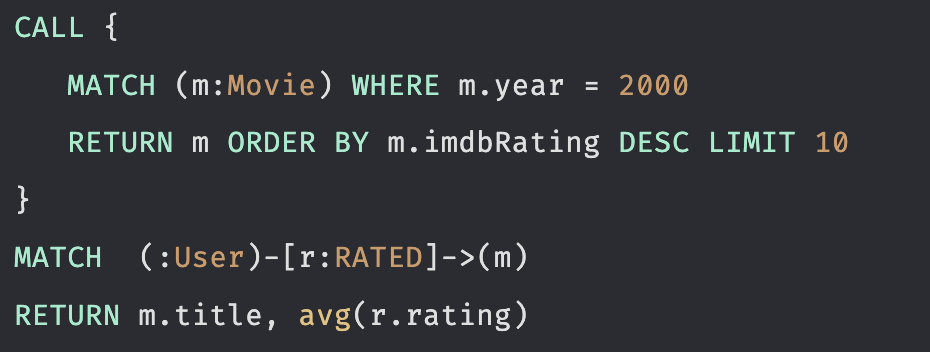 CALL {
MATCH (m:Movie) WHERE m.year = 2000
RETURN m ORDER BY m.imdbRating DESC LIMIT 10
}
MATCH  (:User)-[r:RATED]->(m)
RETURN m.title, avg(r.rating)